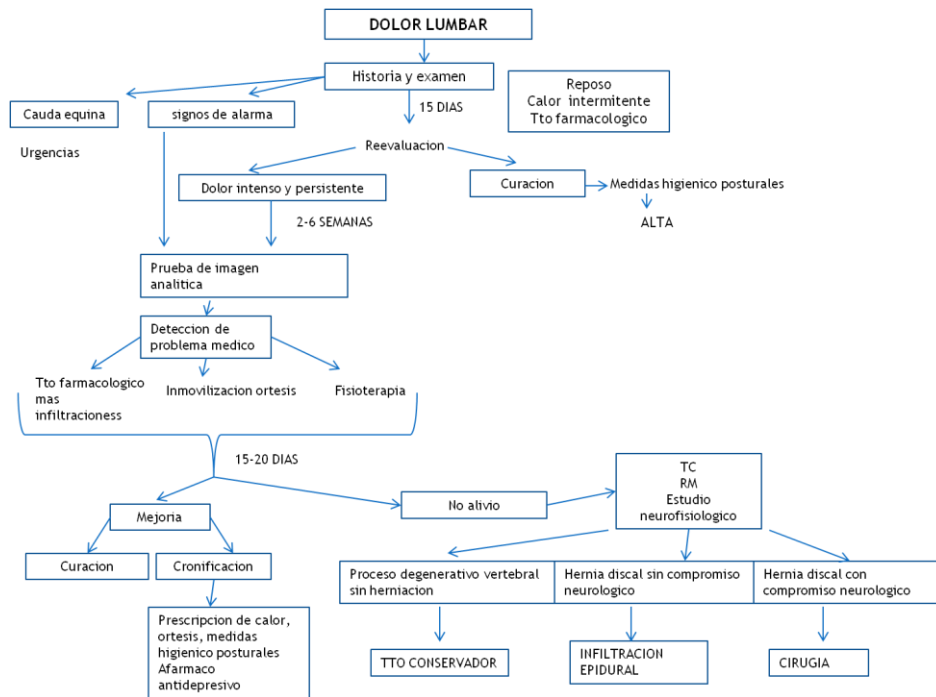 DOLOR LUMBAR
Historia y examen
Reposo
Calor intermitente
Tto farmacologico
15 DIAS
Cauda equina
signos de alarma
Urgencias
Reevaluacion
Dolor intenso y persistente
Curacion
Medidas higienico posturales
2-6 SEMANAS
ALTA
Prueba de imagen
analitica
Deteccion de
problema medico
Tto farmacologico
mas
infiltracioness
Inmovilizacion ortesis
Fisioterapia
15-20 DIAS
TC
RM
Estudio
neurofisiologico
No alivio
Mejoria
Curacion
Cronificacion
Proceso degenerativo vertebral
sin herniacion
Hernia discal sin compromiso
neurologico
Hernia discal con
compromiso neurologico
Prescripcion de calor,
ortesis, medidas
higienico posturales
Afarmaco
antidepresivo
TTO CONSERVADOR
INFILTRACION
EPIDURAL
CIRUGIA